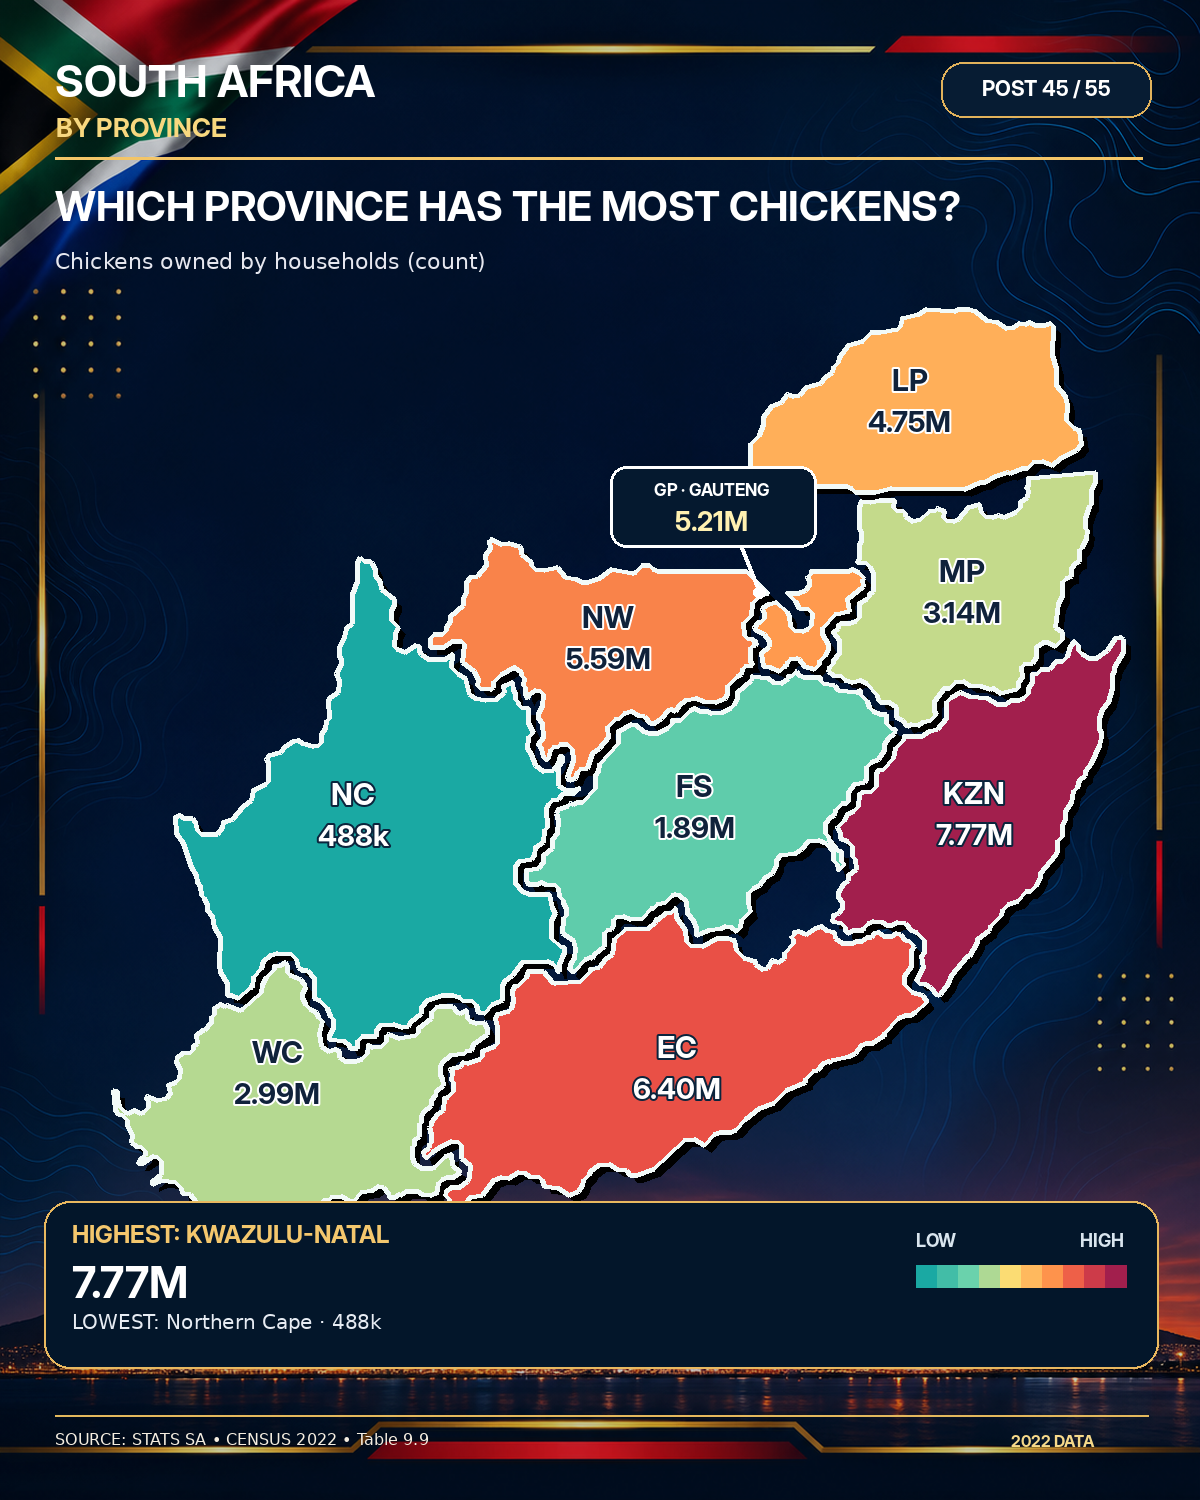 SOUTH AFRICA
BY PROVINCE
POST 45 / 55
WHICH PROVINCE HAS THE MOST CHICKENS?
Chickens owned by households (count)
LP
4.75M
GP · GAUTENG
5.21M
MP
3.14M
NW
5.59M
NC
488k
FS
1.89M
KZN
7.77M
WC
2.99M
EC
6.40M
HIGHEST: KWAZULU-NATAL
7.77M
LOWEST: Northern Cape · 488k
LOW HIGH
SOURCE: STATS SA • CENSUS 2022 • Table 9.9
2022 DATA